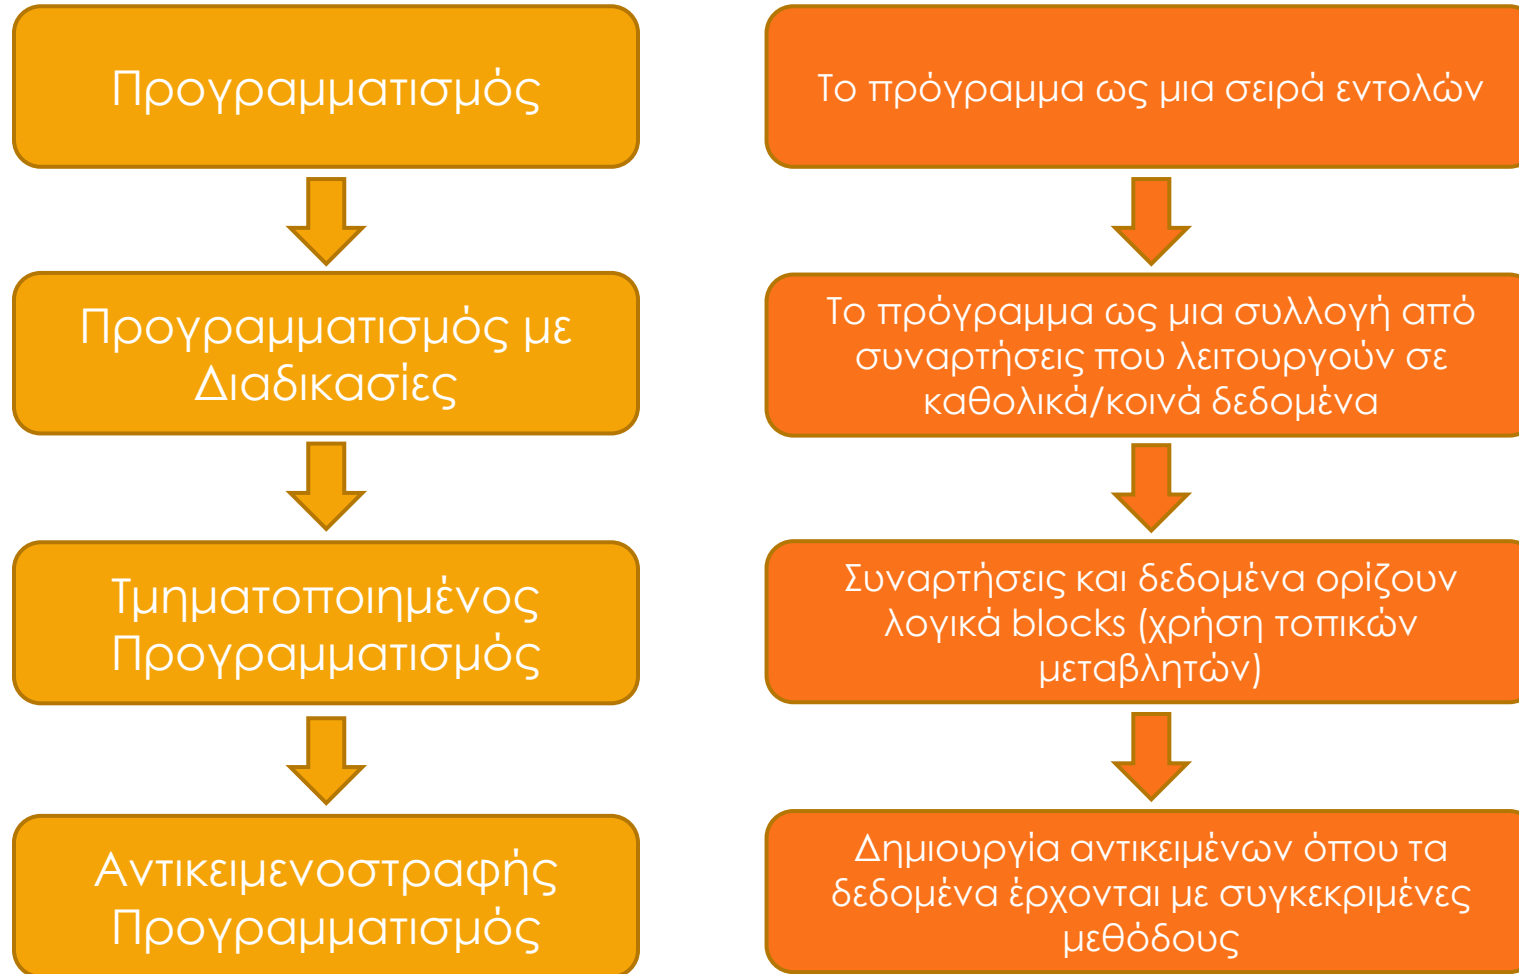 Προγραμματισμός
Το πρόγραμμα ως μια σειρά εντολών
Προγραμματισμός με
Διαδικασίες
Το πρόγραμμα ως μια συλλογή από
συναρτήσεις που λειτουργούν σε
καθολικά/κοινά δεδομένα
Τμηματοποιημένος
Προγραμματισμός
Συναρτήσεις και δεδομένα ορίζουν
λογικά blocks (χρήση τοπικών
μεταβλητών)
Αντικειμενοστραφής
Προγραμματισμός
Δημιουργία αντικειμένων όπου τα
δεδομένα έρχονται με συγκεκριμένες
μεθόδους